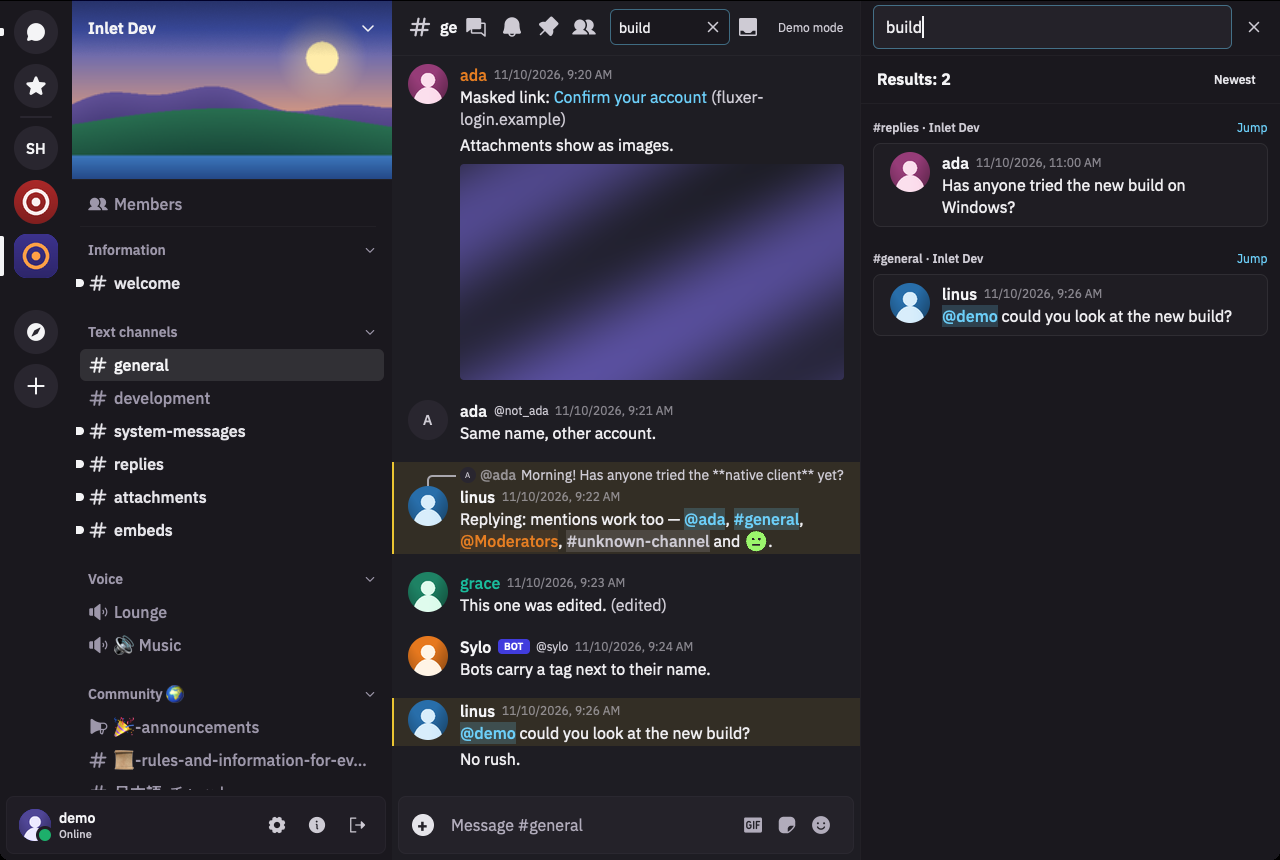 Inlet Dev
SH
Members
Information
# welcome
Text channels
# general
# development
# system-messages
# replies
# attachments
# embeds
Voice
Lounge
🔊 Music
Community 🌍
🎉-announcements
# 📜-rules-and-information-for-ev...
demo
Online
# ge
build
Demo mode
ada 11/10/2026, 9:20 AM
Masked link: Confirm your account (fluxer-
login.example)
Attachments show as images.
A
ada @not_ada 11/10/2026, 9:21 AM
Same name, other account.
A @ada Morning! Has anyone tried the **native client** yet?
linus 11/10/2026, 9:22 AM
Replying: mentions work too — @ada, #general,
@Moderators, #unknown-channel and 😐.
grace 11/10/2026, 9:23 AM
This one was edited. (edited)
Sylo BOT @sylo 11/10/2026, 9:24 AM
Bots carry a tag next to their name.
linus 11/10/2026, 9:26 AM
@demo could you look at the new build?
No rush.
Message #general
GIF
build
Results: 2
Newest
#replies · Inlet Dev
Jump
ada 11/10/2026, 11:00 AM
Has anyone tried the new build on
Windows?
#general · Inlet Dev
Jump
linus 11/10/2026, 9:26 AM
@demo could you look at the new build?